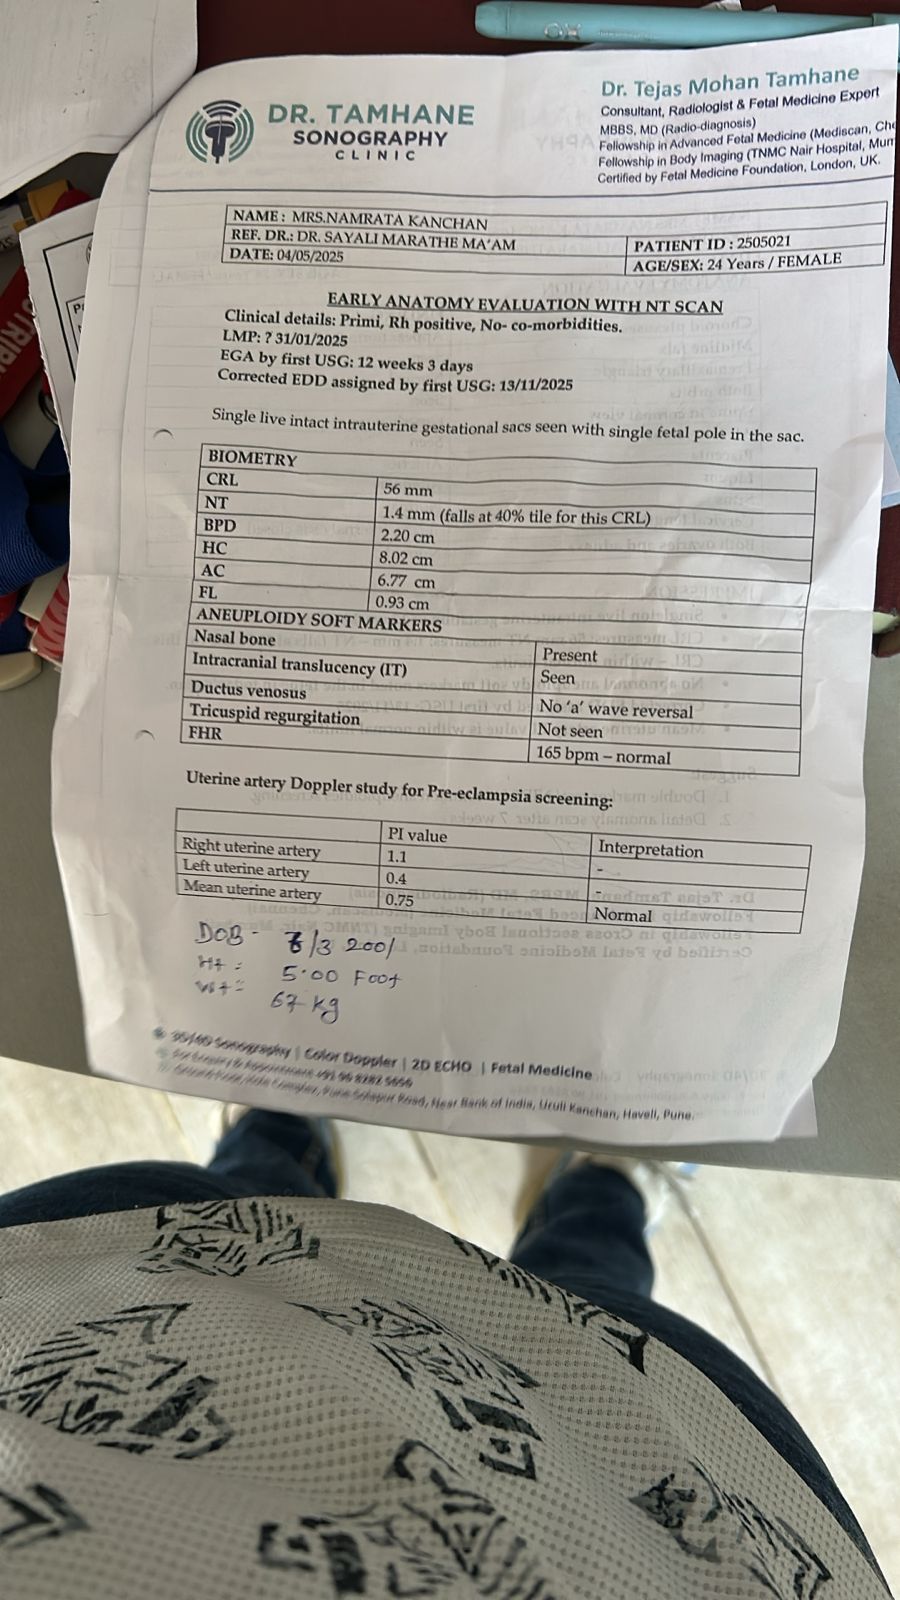 DR. TAMHANE
SONOGRAPHY
CLINIC
Dr. Tejas Mohan Tamhane
Consultant, Radiologist & Fetal Medicine Expert
MBBS, MD (Radio-diagnosis)
Fellowship in Advanced Fetal Medicine (Mediscan,
Fellowship in Body Imaging (TNMC Nair Hospital,
Certified by Fetal Medicine Foundation, London, UK.
NAME : MRS.NAMRATA KANCHAN
REF. DR.: DR. SAYALI MARATHE MA'AM PATIENT ID : 2505021
DATE: 04/05/2025 AGE/SEX: 24 Years / FEMALE
EARLY ANATOMY EVALUATION WITH NT SCAN
Clinical details: Primi, Rh positive, No- co-morbidities.
LMP: ? 31/01/2025
EGA by first USG: 12 weeks 3 days
Corrected EDD assigned by first USG: 13/11/2025
Single live intact intrauterine gestational sacs seen with single fetal pole in the sac.
BIOMETRY
CRL 56 mm
NT 1.4 mm (falls at 40% tile for this CRL)
BPD 2.20 cm
HC 8.02 cm
AC 6.77 cm
FL 0.93 cm
ANEUPLOIDY SOFT MARKERS
Nasal bone Present
Intracranial translucency (IT) Seen
Ductus venosus No 'a' wave reversal
Tricuspid regurgitation Not seen
FHR 165 bpm – normal
Uterine artery Doppler study for Pre-eclampsia screening:
PI value Interpretation
Right uterine artery 1.1 -
Left uterine artery 0.4 -
Mean uterine artery 0.75 Normal
DOB - /3 2001
Ht : 5.00 Foot
Wt : 67 kg
3D/4D Sonography | Color Doppler | 2D ECHO | Fetal Medicine
Pune Solapur Road, Near Bank of India, Uruli Kanchan, Haveli, Pune.